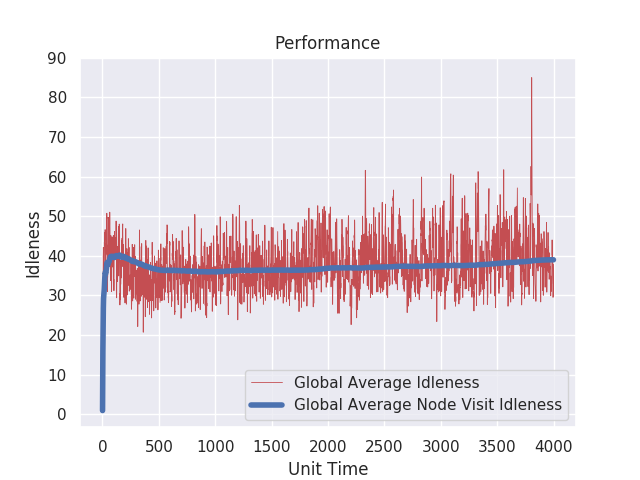 Performance
90
80
70
60
50
40
30
20
10
0
Idleness
Global Average Idleness
Global Average Node Visit Idleness
0 500 1000 1500 2000 2500 3000 3500 4000
Unit Time